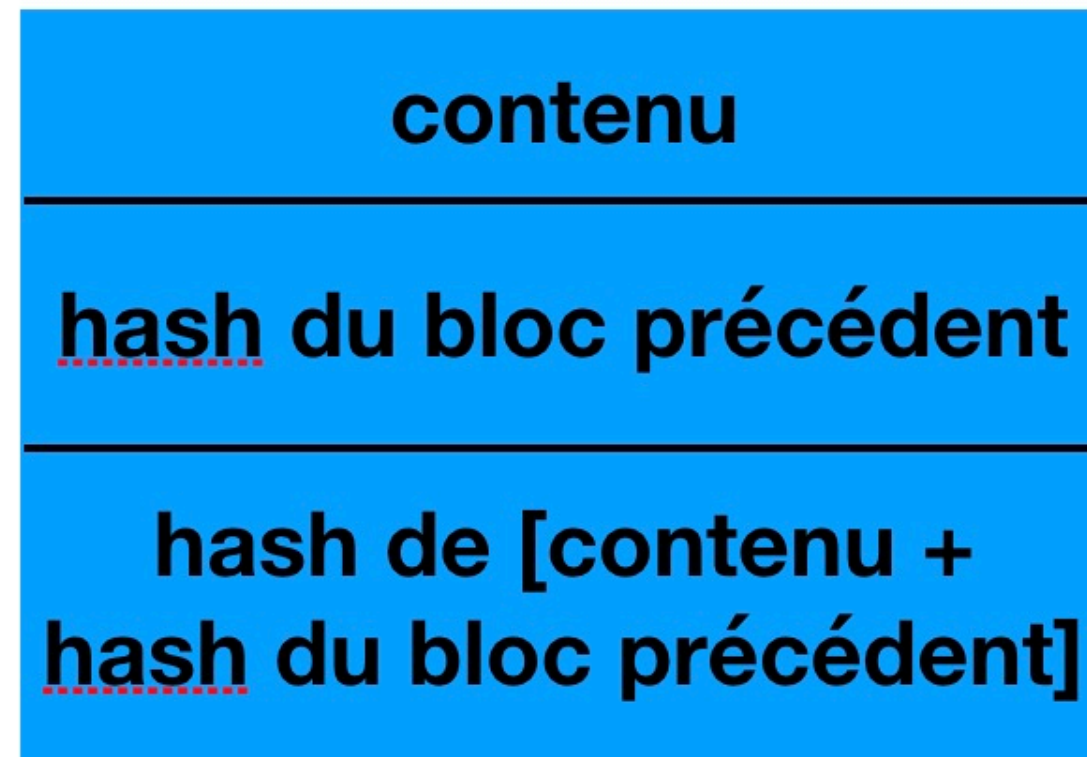 contenu
hash du bloc précédent
hash de [contenu +
hash du bloc précédent]